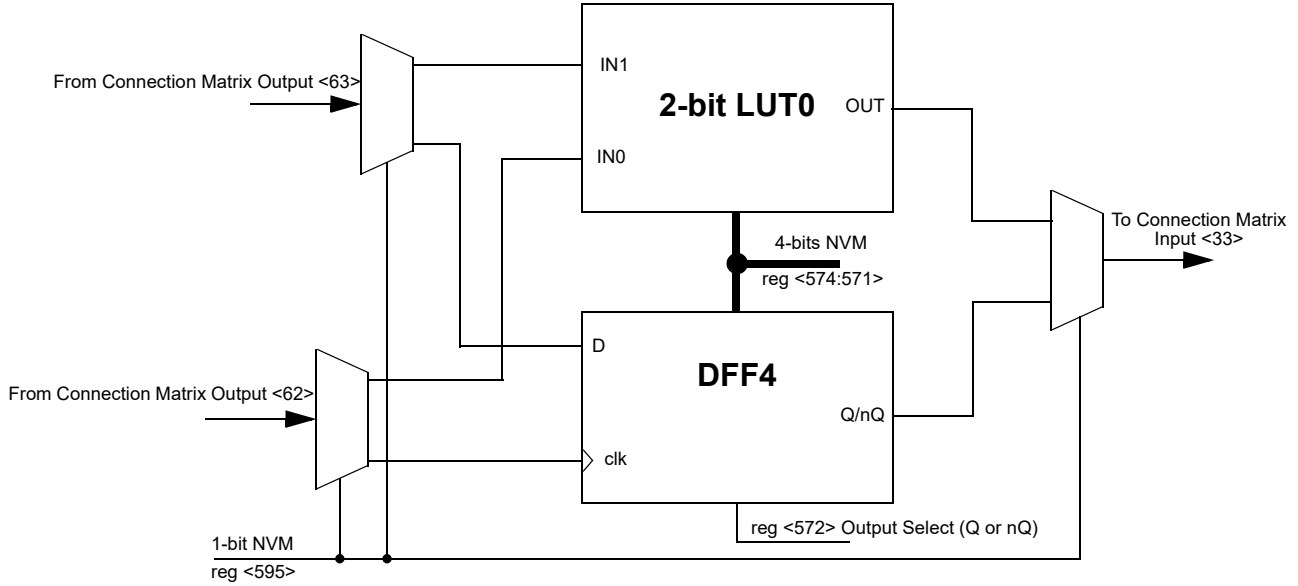 From Connection Matrix Output <63>
IN1
2-bit LUT0
OUT
IN0
To Connection Matrix
Input <33>
4-bits NVM
reg <574:571>
D
DFF4
From Connection Matrix Output <62>
Q/nQ
clk
reg <572> Output Select (Q or nQ)
1-bit NVM
reg <595>